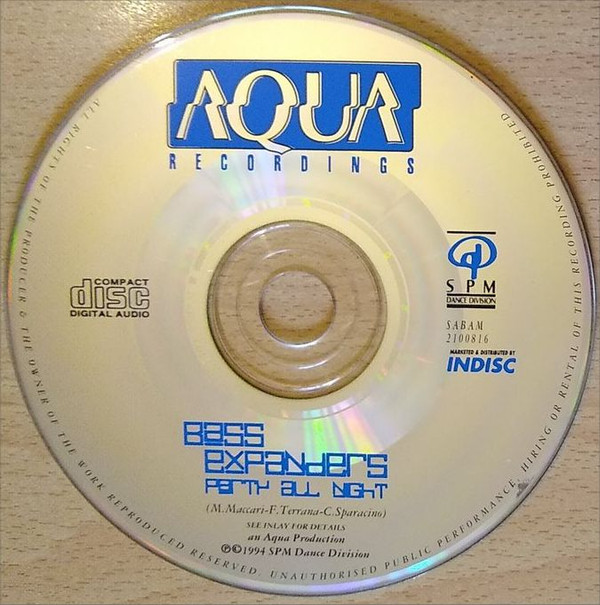 AQUA
RECORDINGS
COMPACT
disc
DIGITAL AUDIO
SPM
DANCE DIVISION
SABAM
2100816
MARKETED & DISTRIBUTED BY
INDISC
Bass
expanders
party all night
(M.Maccari-F.Terrana-C.Sparacino)
SEE INLAY FOR DETAILS
an Aqua Production
℗©1994 SPM Dance Division
ALL RIGHTS OF THE PRODUCER & THE OWNER OF THE WORK REPRODUCED RESERVED. UNAUTHORISED PUBLIC PERFORMANCE, HIRING OR RENTAL OF THIS RECORDING PROHIBITED